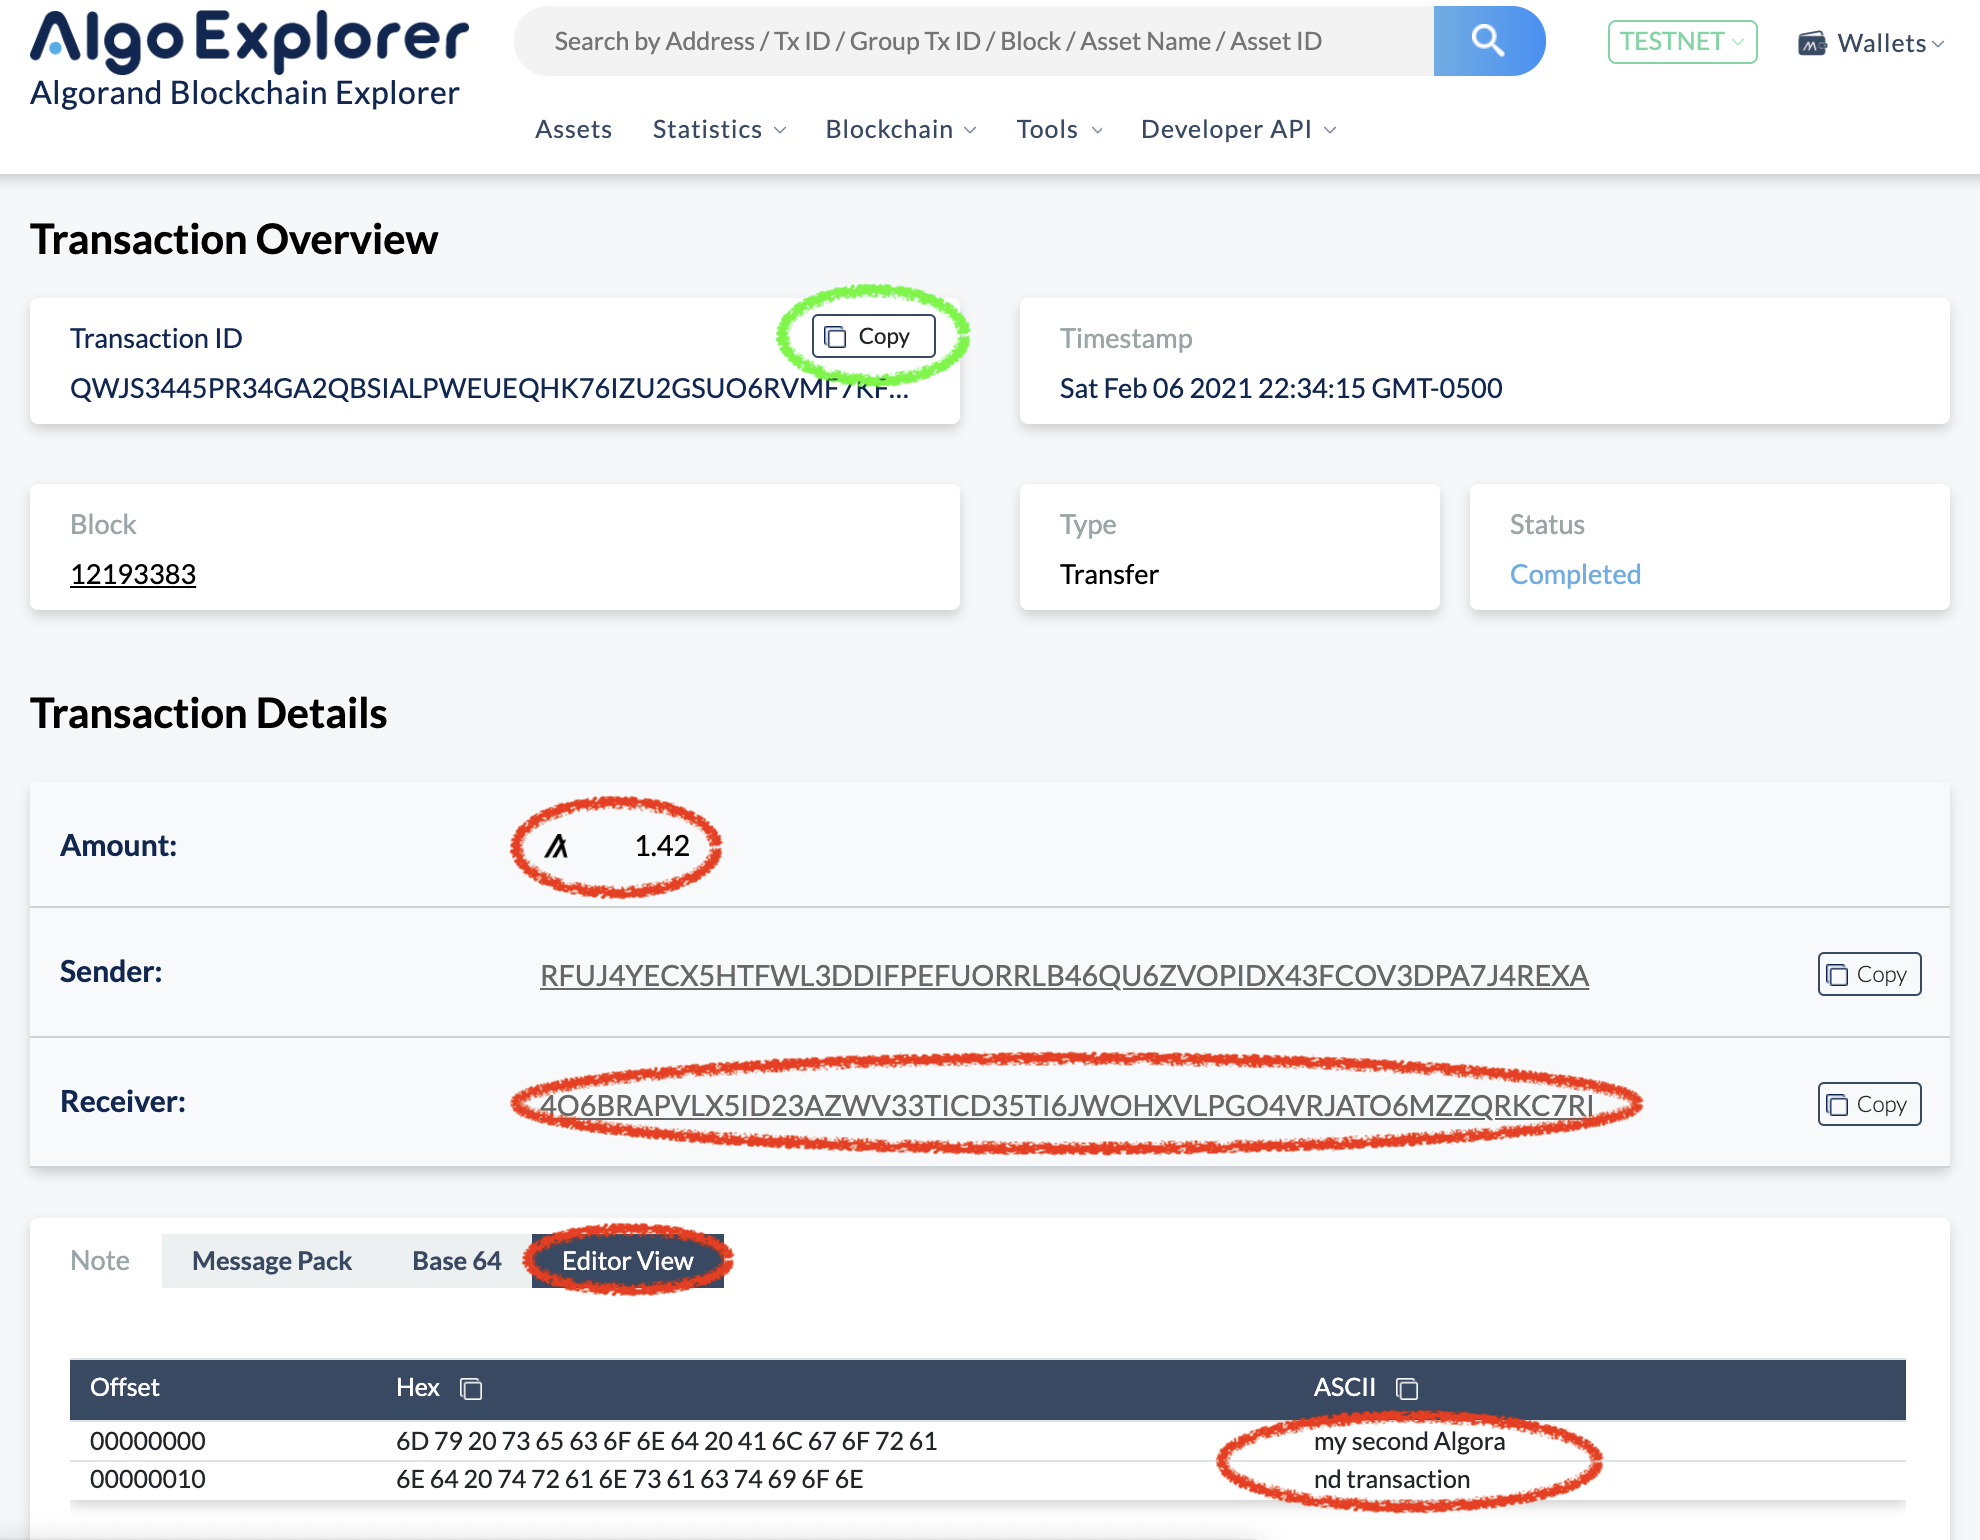 AlgoExplorer
Algorand Blockchain Explorer
Search by Address / Tx ID / Group Tx ID / Block / Asset Name / Asset ID
TESTNET
Wallets
Assets Statistics Blockchain Tools Developer API
Transaction Overview
Transaction ID
Copy
QWJS3445PR34GA2QBSIALPWEUEQHK76IZU2GSUO6RVMF7KF...
Timestamp
Sat Feb 06 2021 22:34:15 GMT-0500
Block
12193383
Type
Transfer
Status
Completed
Transaction Details
Amount: 1.42
Sender: RFUJ4YECX5HTFWL3DDIFPEFUORRLB46QU6ZVOPIDX43FCOV3DPA7J4REXA Copy
Receiver: 4O6BRAPVLX5ID23AZWV33TICD35TI6JWOHXVLPGO4VRJATO6MZZQRKC7RI Copy
Note Message Pack Base 64 Editor View
Offset Hex ASCII
00000000 6D 79 20 73 65 63 6F 6E 64 20 41 6C 67 6F 72 61 my second Algora
00000010 6E 64 20 74 72 61 6E 73 61 63 74 69 6F 6E nd transaction